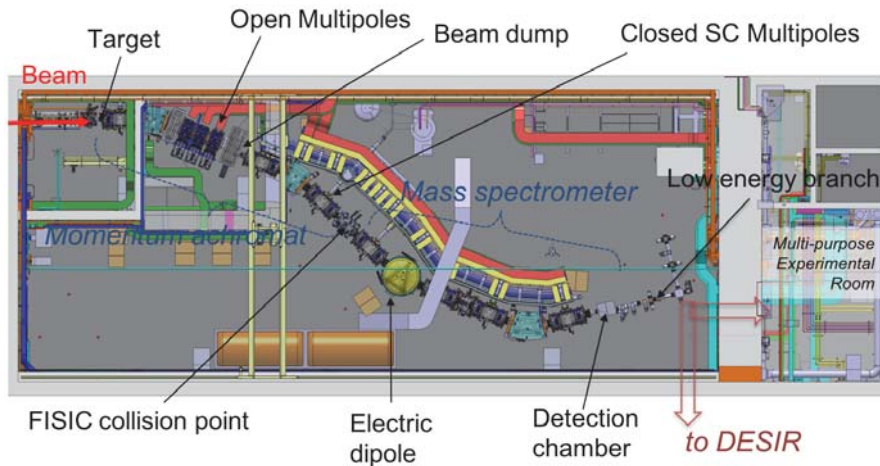 Target
Open Multipoles
Beam dump
Closed SC Multipoles
Beam
Mass spectrometer
Low energy branch
Momentum achromat
Multi-purpose
Experimental
Room
FISIC collision point
Electric
dipole
Detection
chamber
to DESIR